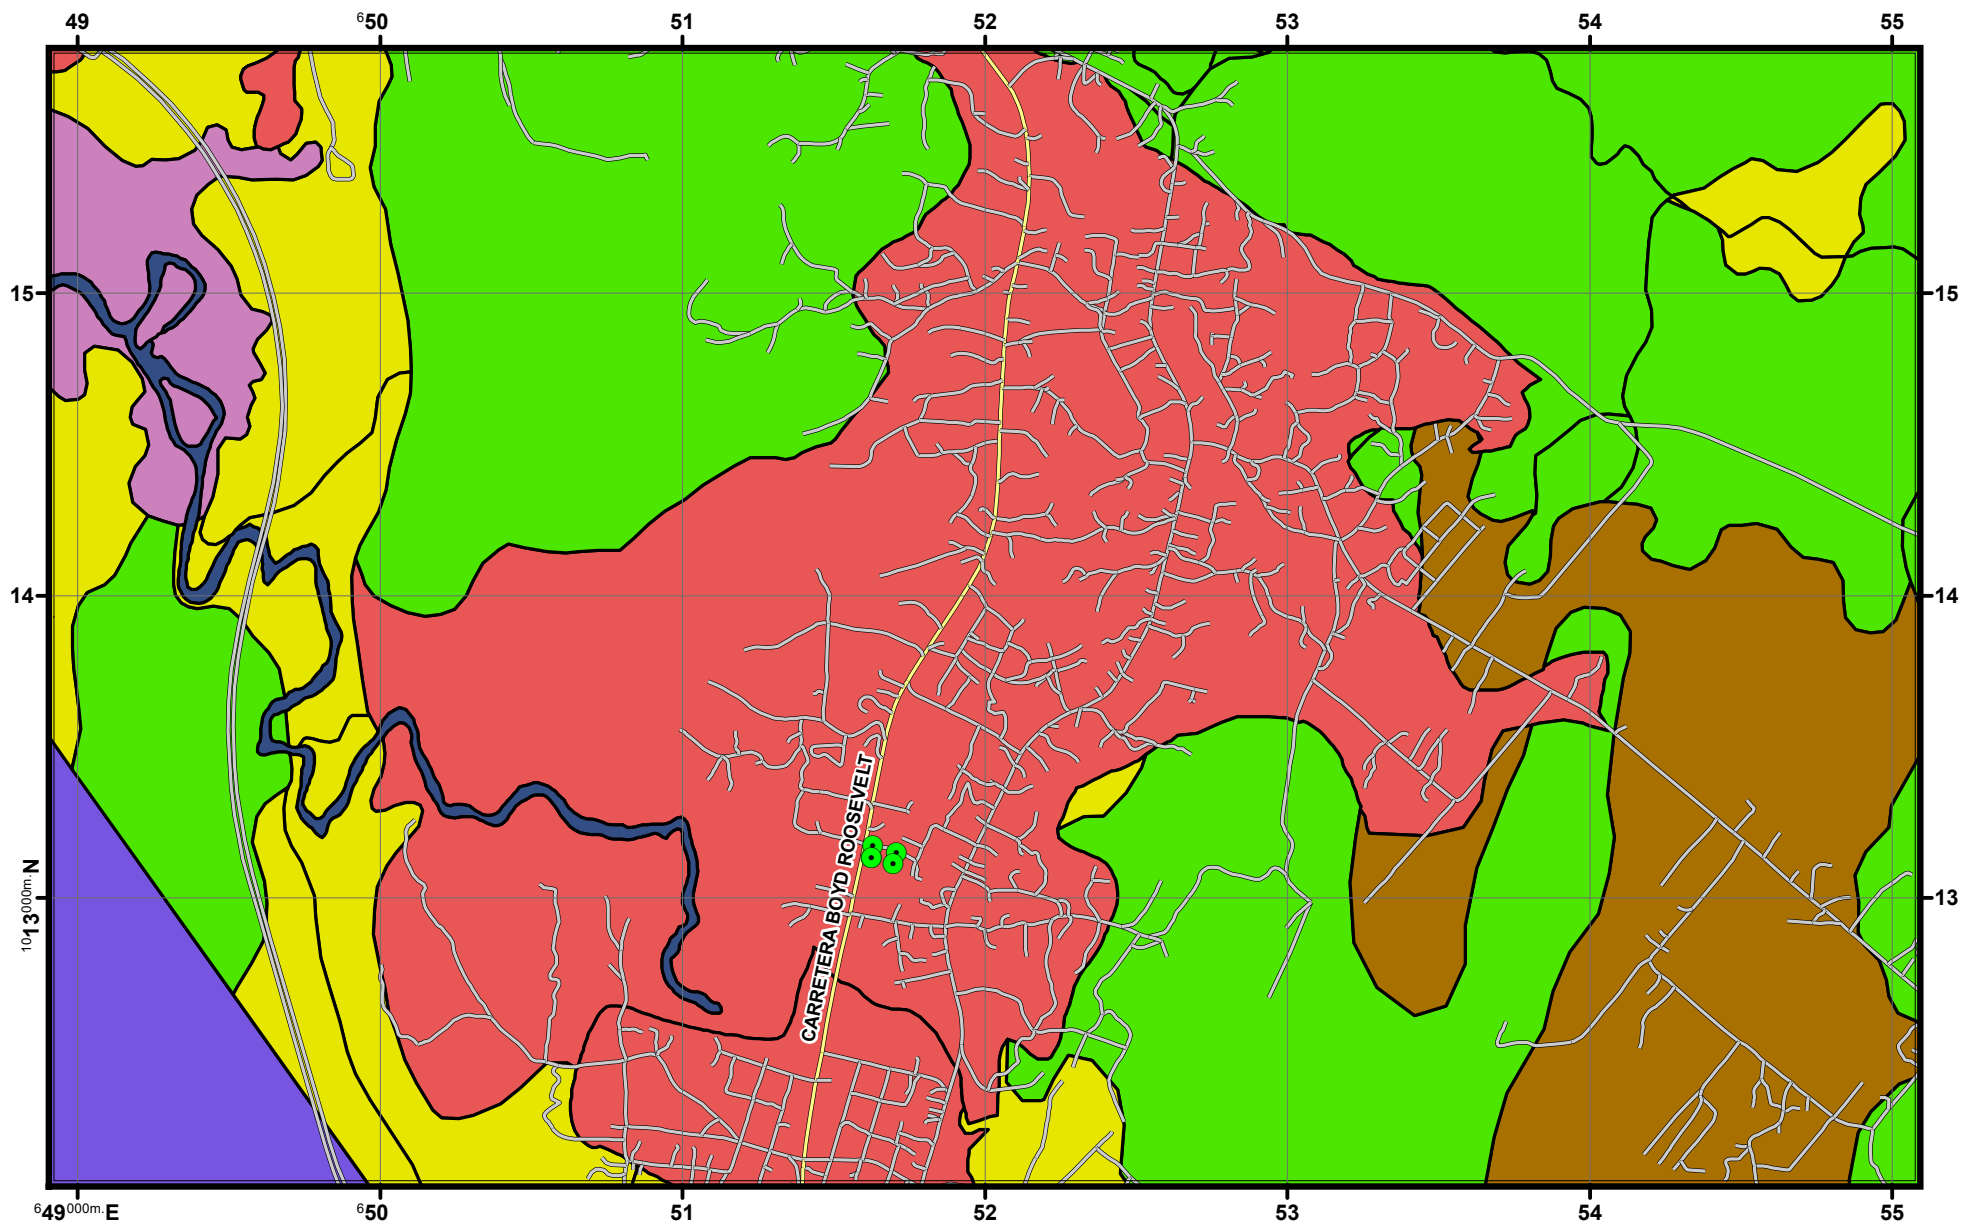 49 ⁶50 51 52 53 54 55
15 15
14 14
CARRETERA BOYD ROOSEVELT
¹⁰13⁰⁰⁰ᵐ·N 13
⁶49⁰⁰⁰ᵐ·E ⁶50 51 52 53 54 55